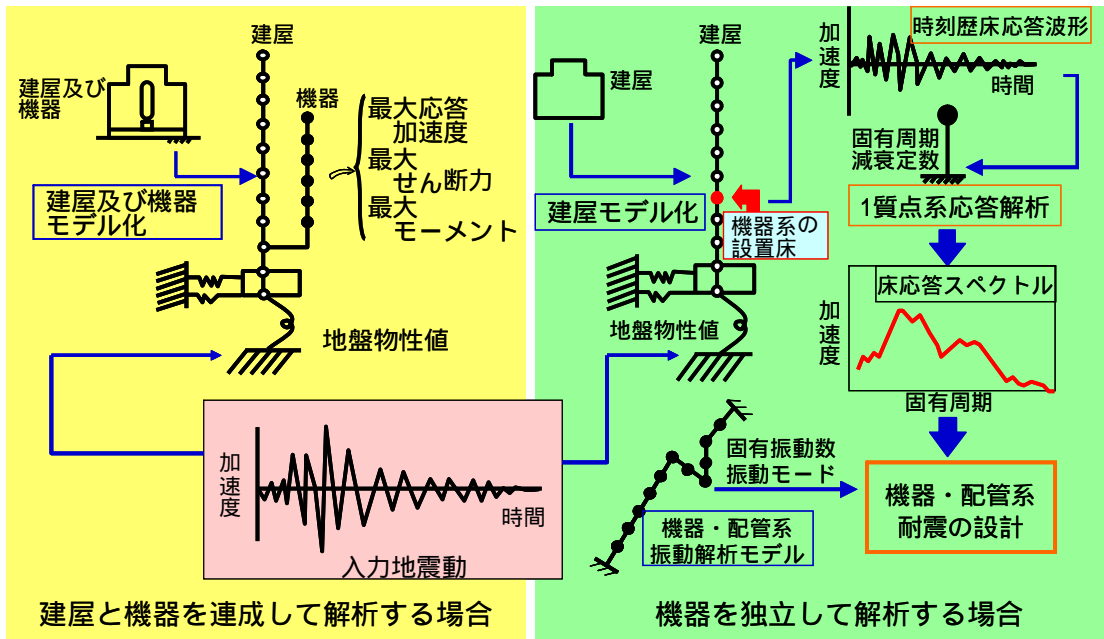 建屋
建屋及び
機器
機器
最大応答
加速度
最大
せん断力
最大
モーメント
建屋及び機器
モデル化
地盤物性値
加速度
時間
入力地震動
建屋と機器を連成して解析する場合
建屋
建屋
建屋モデル化
機器系の
設置床
地盤物性値
加速度
時刻歴床応答波形
時間
固有周期
減衰定数
1質点系応答解析
床応答スペクトル
加速度
固有周期
固有振動数
振動モード
機器・配管系
振動解析モデル
機器・配管系
耐震の設計
機器を独立して解析する場合